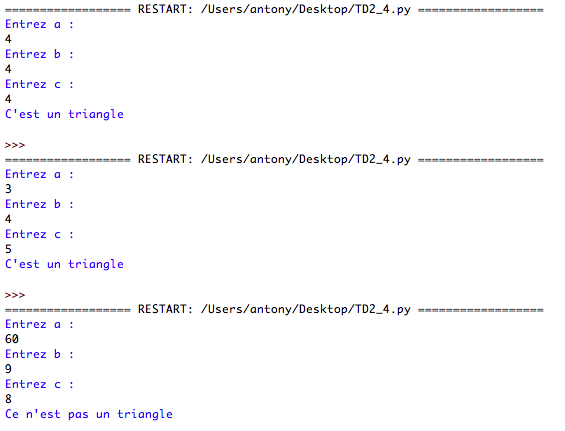 ================== RESTART: /Users/antony/Desktop/TD2_4.py ==================
Entrez a :
4
Entrez b :
4
Entrez c :
4
C'est un triangle
>>>
================== RESTART: /Users/antony/Desktop/TD2_4.py ==================
Entrez a :
3
Entrez b :
4
Entrez c :
5
C'est un triangle
>>>
================== RESTART: /Users/antony/Desktop/TD2_4.py ==================
Entrez a :
60
Entrez b :
9
Entrez c :
8
Ce n'est pas un triangle